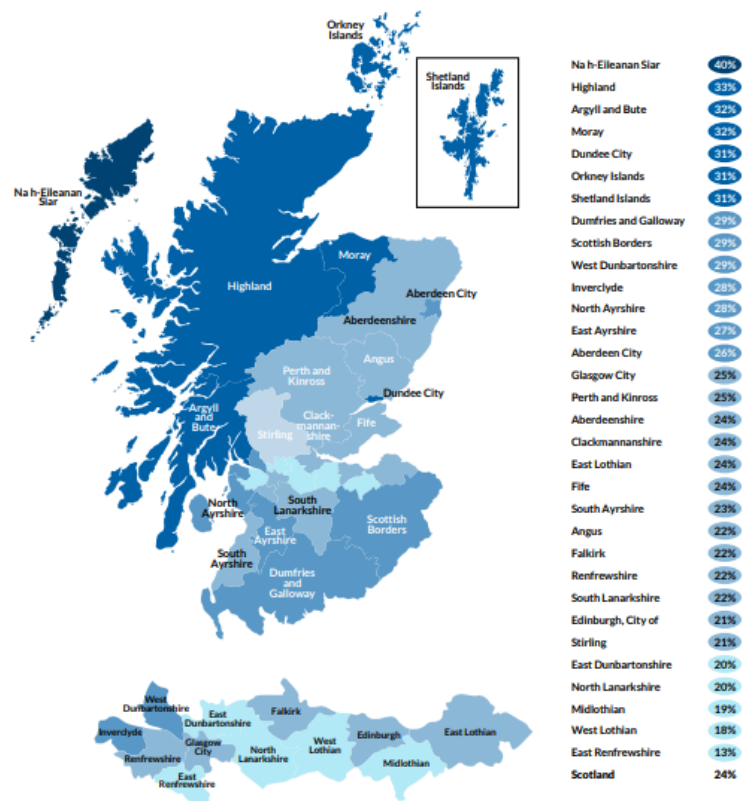 Orkney
Islands
Shetland
Islands
Na h-Eileanan
Siar
Moray
Highland
Aberdeen City
Aberdeenshire
Angus
Perth and
Kinross
Dundee City
Argyll
and
Bute
Clack-
mannan-
shire
Fife
Stirling
North
Ayrshire
South
Lanarkshire
Scottish
Borders
East
Ayrshire
South
Ayrshire
Dumfries
and
Galloway
West
Dunbartonshire
East
Dunbartonshire
Falkirk
Inverclyde
Glasgow
City
West
Lothian
Edinburgh
East Lothian
Renfrewshire
North
Lanarkshire
Midlothian
East
Renfrewshire
Na h-Eileanan Siar 40%
Highland 33%
Argyll and Bute 32%
Moray 32%
Dundee City 31%
Orkney Islands 31%
Shetland Islands 31%
Dumfries and Galloway 29%
Scottish Borders 29%
West Dunbartonshire 29%
Inverclyde 28%
North Ayrshire 28%
East Ayrshire 27%
Aberdeen City 26%
Glasgow City 25%
Perth and Kinross 25%
Aberdeenshire 24%
Clackmannanshire 24%
East Lothian 24%
Fife 24%
South Ayrshire 23%
Angus 22%
Falkirk 22%
Renfrewshire 22%
South Lanarkshire 22%
Edinburgh, City of 21%
Stirling 21%
East Dunbartonshire 20%
North Lanarkshire 20%
Midlothian 19%
West Lothian 18%
East Renfrewshire 13%
Scotland 24%